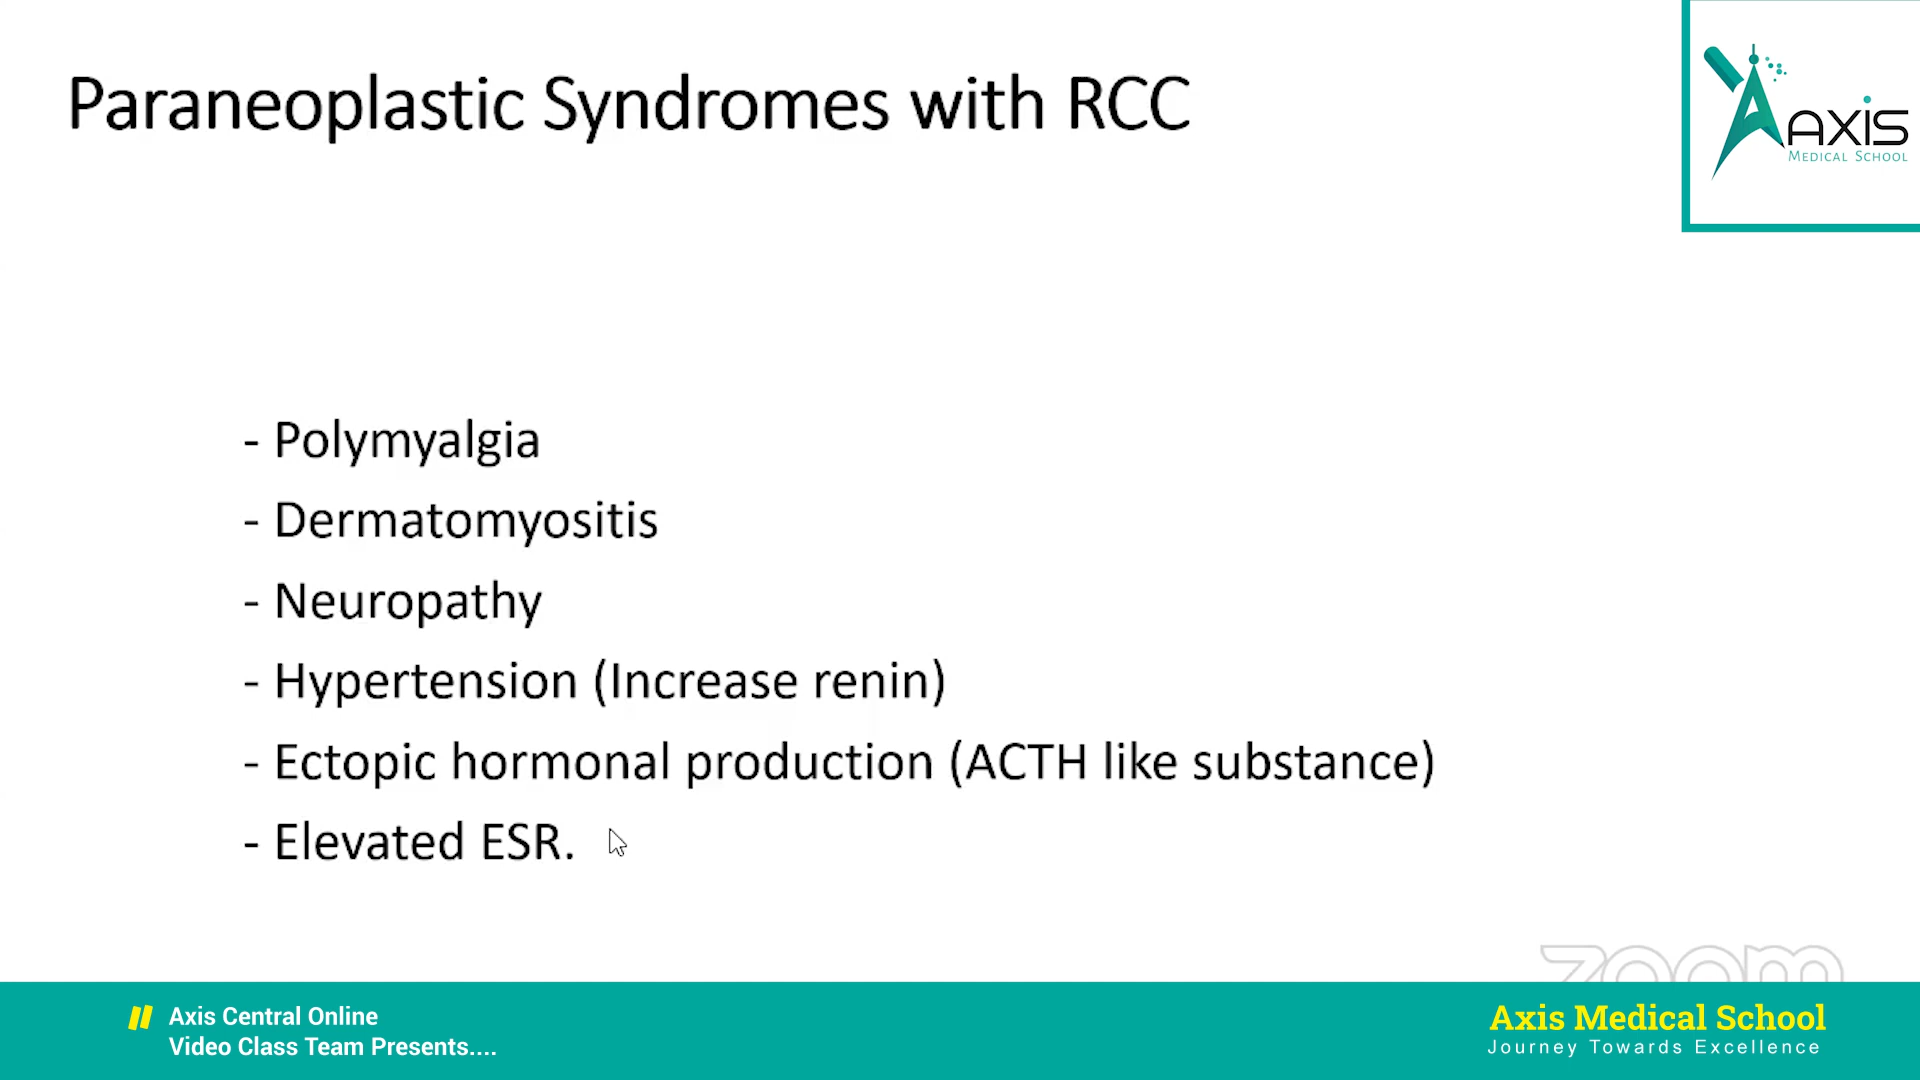 Paraneoplastic Syndromes with RCC
AXIS
MEDICAL SCHOOL
- Polymyalgia
- Dermatomyositis
- Neuropathy
- Hypertension (Increase renin)
- Ectopic hormonal production (ACTH like substance)
- Elevated ESR.
zoom
Axis Central Online
Video Class Team Presents....
Axis Medical School
Journey Towards Excellence